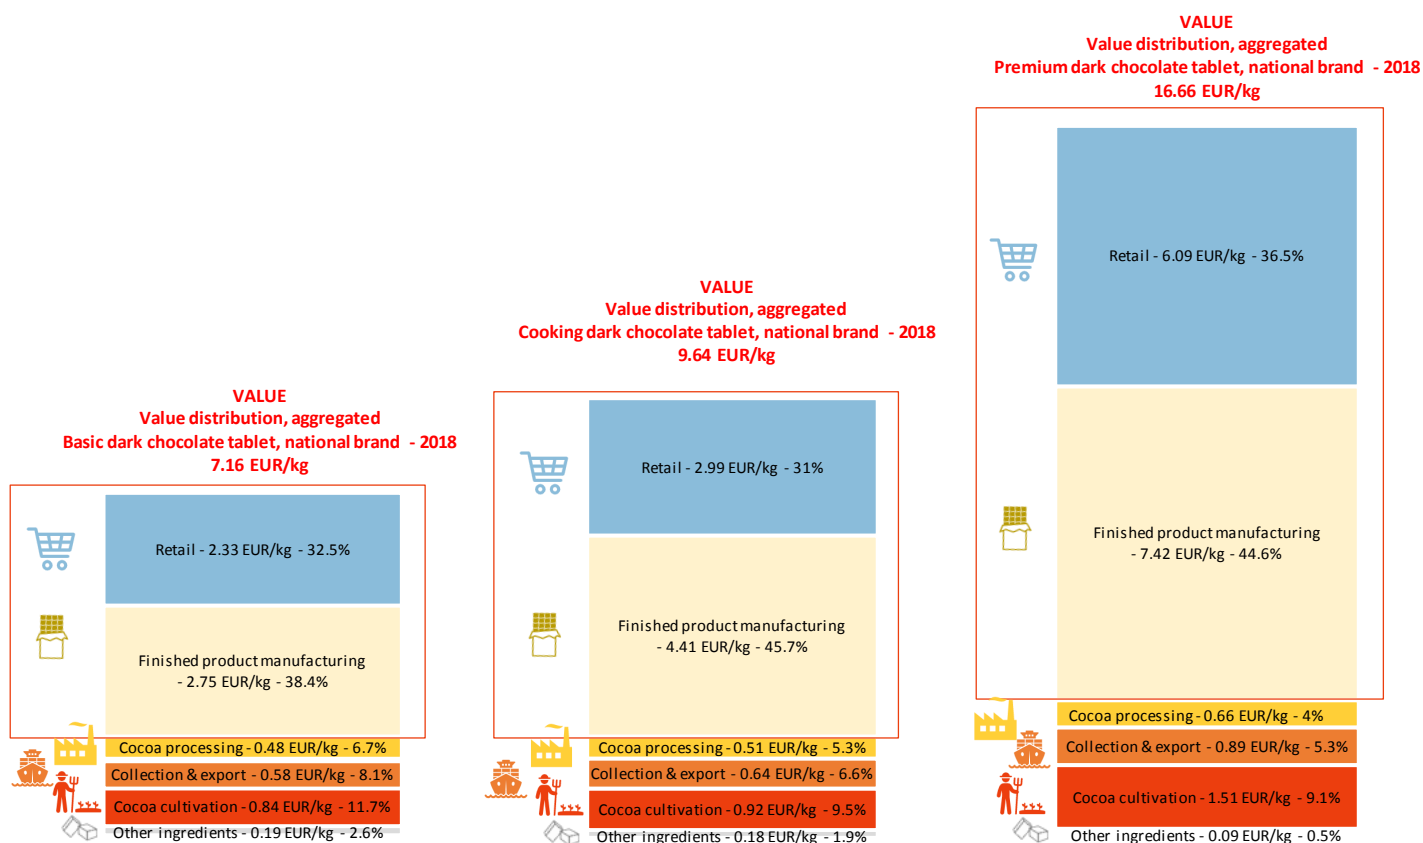 VALUE
Value distribution, aggregated
Basic dark chocolate tablet, national brand - 2018
7.16 EUR/kg
Retail - 2.33 EUR/kg - 32.5%
Finished product manufacturing
- 2.75 EUR/kg - 38.4%
Cocoa processing - 0.48 EUR/kg - 6.7%
Collection & export - 0.58 EUR/kg - 8.1%
Cocoa cultivation - 0.84 EUR/kg - 11.7%
Other ingredients - 0.19 EUR/kg - 2.6%
VALUE
Value distribution, aggregated
Cooking dark chocolate tablet, national brand - 2018
9.64 EUR/kg
Retail - 2.99 EUR/kg - 31%
Finished product manufacturing
- 4.41 EUR/kg - 45.7%
Cocoa processing - 0.51 EUR/kg - 5.3%
Collection & export - 0.64 EUR/kg - 6.6%
Cocoa cultivation - 0.92 EUR/kg - 9.5%
Other ingredients - 0.18 EUR/kg - 1.9%
VALUE
Value distribution, aggregated
Premium dark chocolate tablet, national brand - 2018
16.66 EUR/kg
Retail - 6.09 EUR/kg - 36.5%
Finished product manufacturing
- 7.42 EUR/kg - 44.6%
Cocoa processing - 0.66 EUR/kg - 4%
Collection & export - 0.89 EUR/kg - 5.3%
Cocoa cultivation - 1.51 EUR/kg - 9.1%
Other ingredients - 0.09 EUR/kg - 0.5%